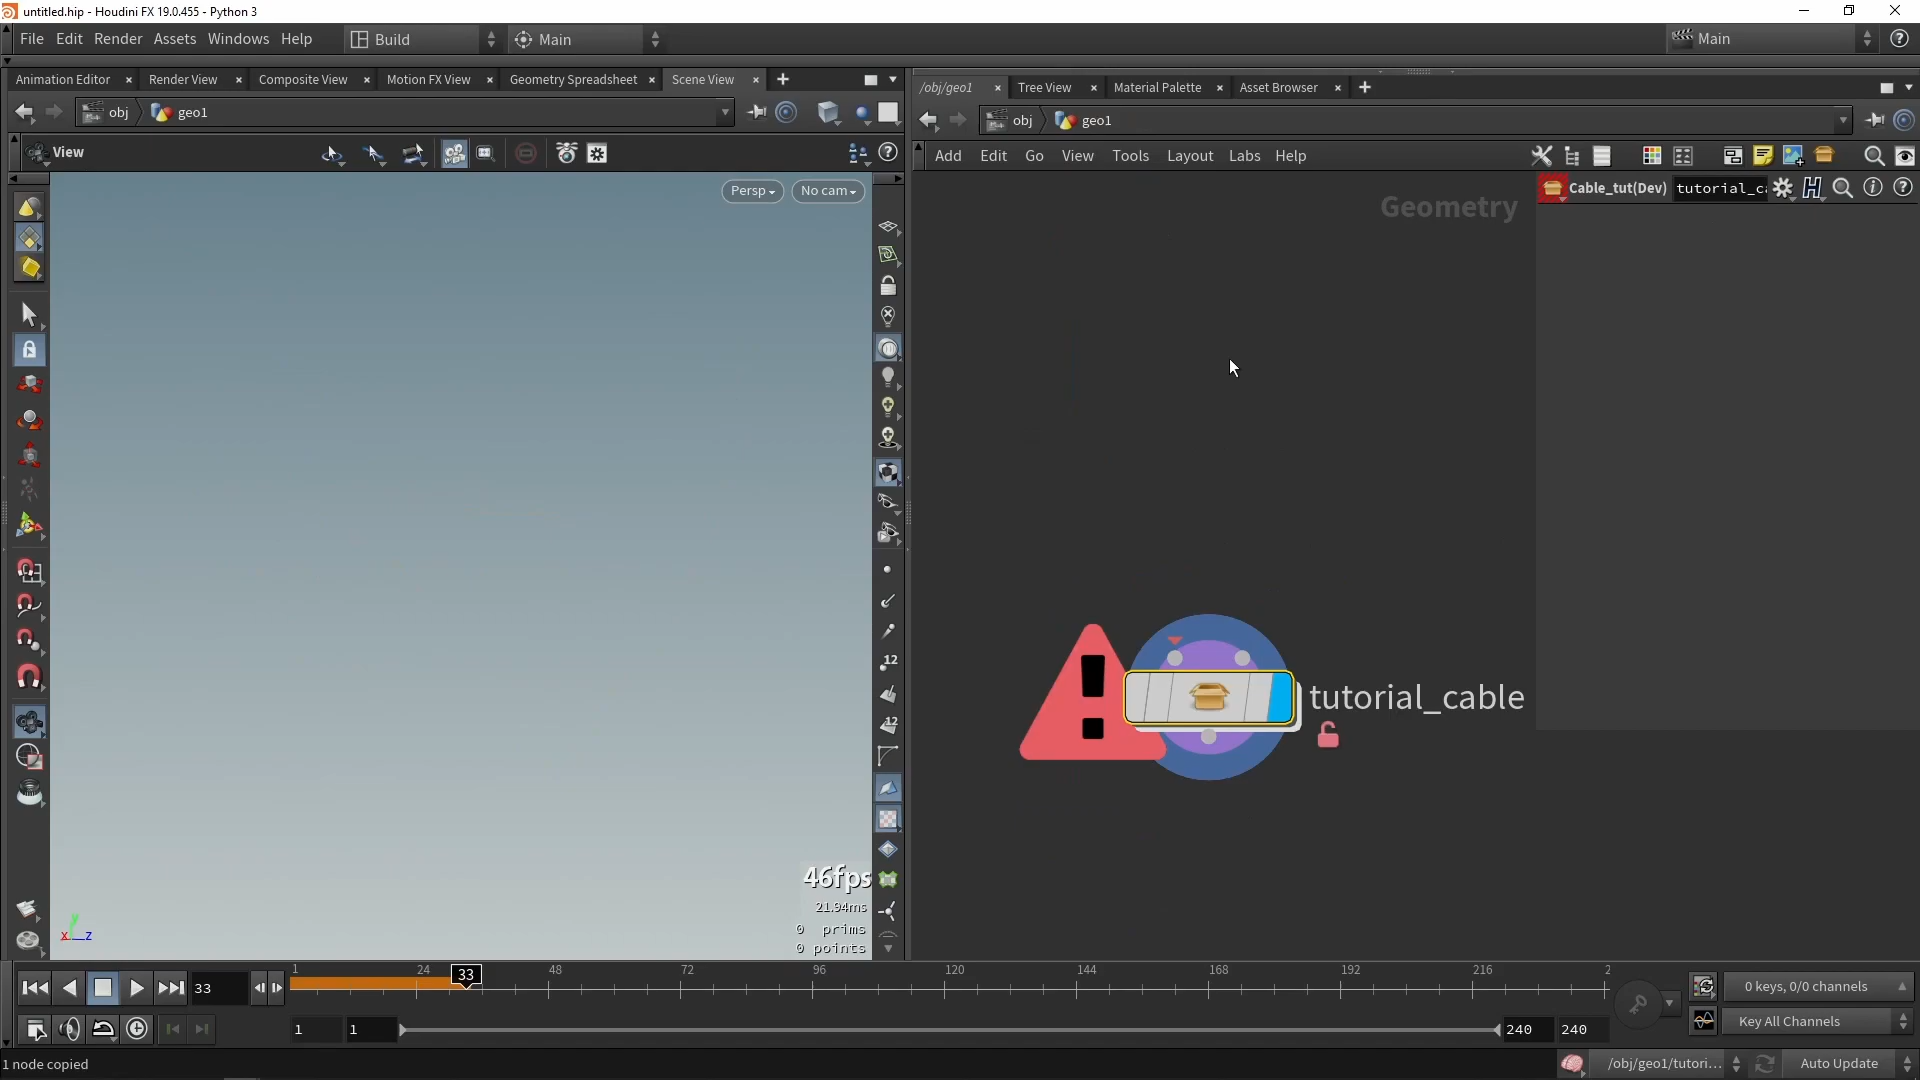 untitled.hip - Houdini FX 19.0.455 - Python 3
File Edit Render Assets Windows Help Build Main Main
Animation Editor Render View Composite View Motion FX View Geometry Spreadsheet Scene View
/obj/geo1 Tree View Material Palette Asset Browser
obj geo1
obj geo1
View
Add Edit Go View Tools Layout Labs Help
Persp No cam
Geometry
Cable_tut(Dev) tutorial_ca
12
12
tutorial_cable
46fps
21.94ms
0 prims
0 points
1 24 33 48 72 96 120 144 168 192 216 2
33
0 keys, 0/0 channels
1 1 240 240
Key All Channels
1 node copied
/obj/geo1/tutori... Auto Update